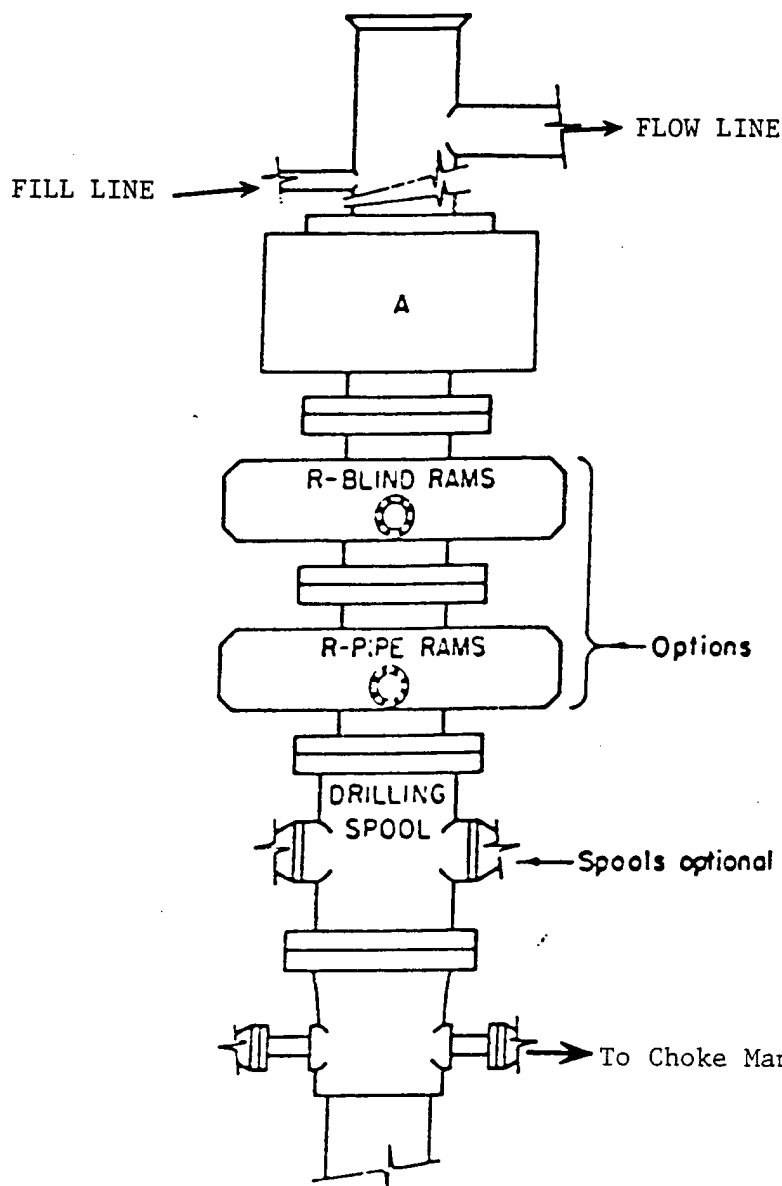 FLOW LINE
FILL LINE
A
R-BLIND RAMS
R-PIPE RAMS
Options
DRILLING
SPOOL
Spools optional
To Choke Man